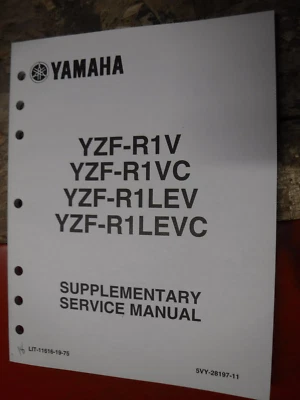 YAMAHA
YZF-R1V
YZF-R1VC
YZF-R1LEV
YZF-R1LEVC
SUPPLEMENTARY
SERVICE MANUAL
LIT-11616-19-75
5VY-28197-11